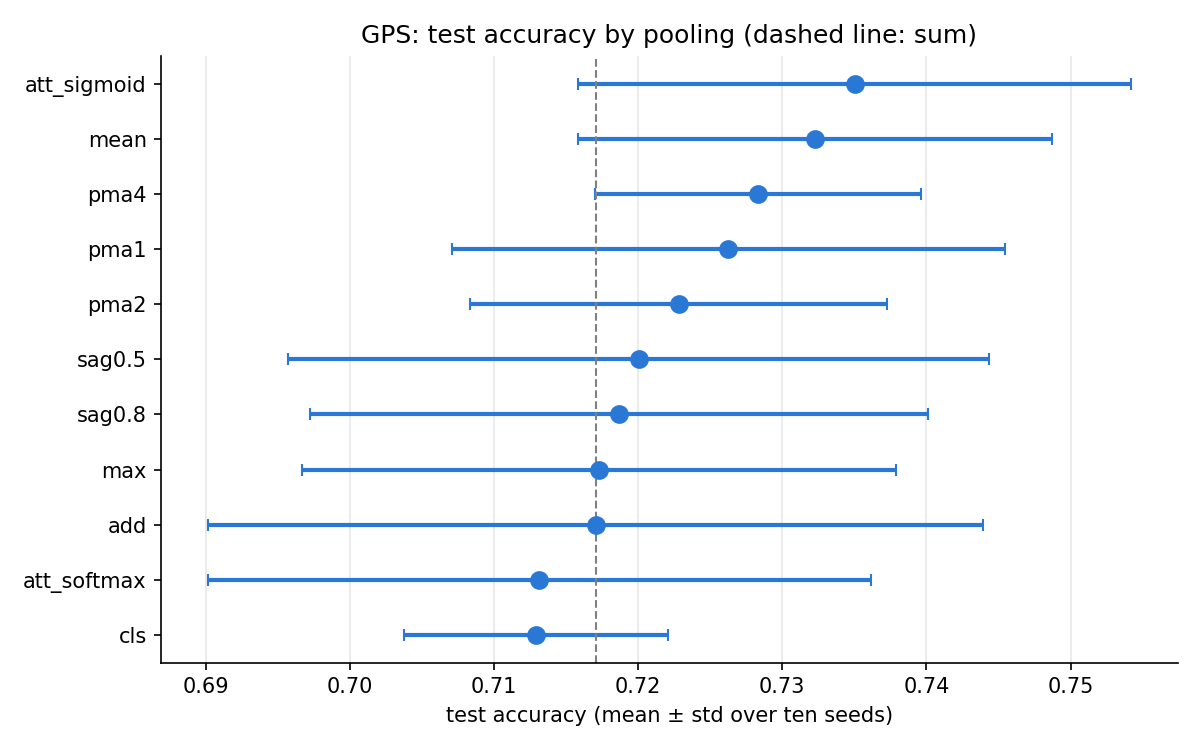 GPS: test accuracy by pooling (dashed line: sum)
att_sigmoid
mean
pma4
pma1
pma2
sag0.5
sag0.8
max
add
att_softmax
cls
0.69 0.70 0.71 0.72 0.73 0.74 0.75
test accuracy (mean ± std over ten seeds)